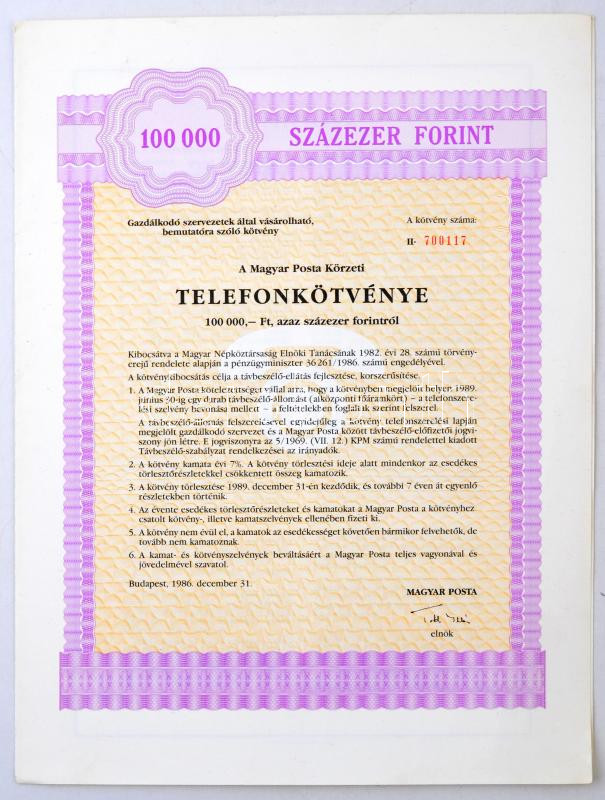 100 000
SZÁZEZER FORINT
Gazdálkodó szervezetek által vásárolható,
bemutatóra szóló kötvény
A kötvény száma:
II- 700117
A Magyar Posta Körzeti
TELEFONKÖTVÉNYE
100 000,— Ft, azaz százezer forintról
Kibocsátva a Magyar Népköztársaság Elnöki Tanácsának 1982. évi 28. számú törvény-
erejű rendelete alapján a pénzügyminiszter 36 261/1986. számú engedélyével.
A kötvénykibocsátás célja a távbeszélő-ellátás fejlesztése, korszerűsítése.
1. A Magyar Posta kötelezettséget vállal arra, hogy a kötvényben megjelölt helyen 1989.
június 30-ig egy darab távbeszélő-állomást (alközponti főáramkört) – a telefonszere-
lési szelvény bevonása mellett – a feltételekben foglaltak szerint felszerel.
A távbeszélő-állomás felszerelésével egyidejűleg a kötvény telefonszerelési lapján
megjelölt gazdálkodó szervezet és a Magyar Posta között távbeszélő-előfizetői jogvi-
szony jön létre. E jogviszonyra az 5/1969. (VII. 12.) KPM számú rendelettel kiadott
Távbeszélő-szabályzat rendelkezései az irányadók.
2. A kötvény kamata évi 7%. A kötvény törlesztési ideje alatt mindenkor az esedékes
törlesztőrészletekkel csökkentett összeg kamatozik.
3. A kötvény törlesztése 1989. december 31-én kezdődik, és további 7 éven át egyenlő
részletekben történik.
4. Az évente esedékes törlesztőrészleteket és kamatokat a Magyar Posta a kötvényhez
csatolt kötvény-, illetve kamatszelvények ellenében fizeti ki.
5. A kötvény nem évül el, a kamatok az esedékességet követően bármikor felvehetők, de
tovább nem kamatoznak.
6. A kamat- és kötvényszelvények beváltásáért a Magyar Posta teljes vagyonával és
jövedelmével szavatol.
Budapest, 1986. december 31.
MAGYAR POSTA
elnök